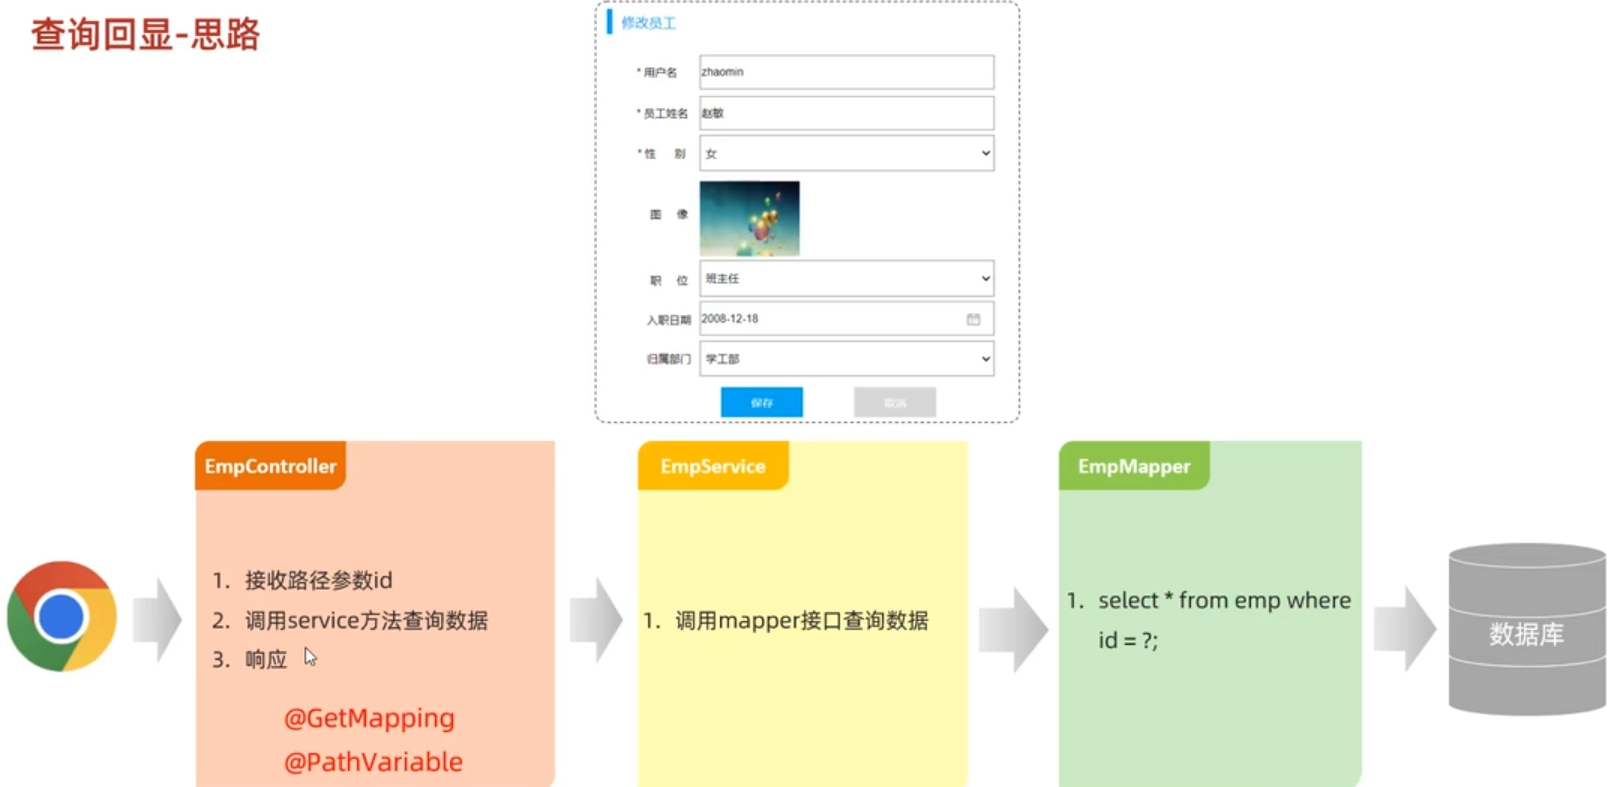 查询回显-思路
修改员工
* 用户名 zhaomin
* 员工姓名 赵敏
* 性 别 女
图 像
职 位 班主任
入职日期 2008-12-18
归属部门 学工部
保存 取消
EmpController
1. 接收路径参数id
2. 调用service方法查询数据
3. 响应
@GetMapping
@PathVariable
EmpService
1. 调用mapper接口查询数据
EmpMapper
1. select * from emp where
id = ?;
数据库